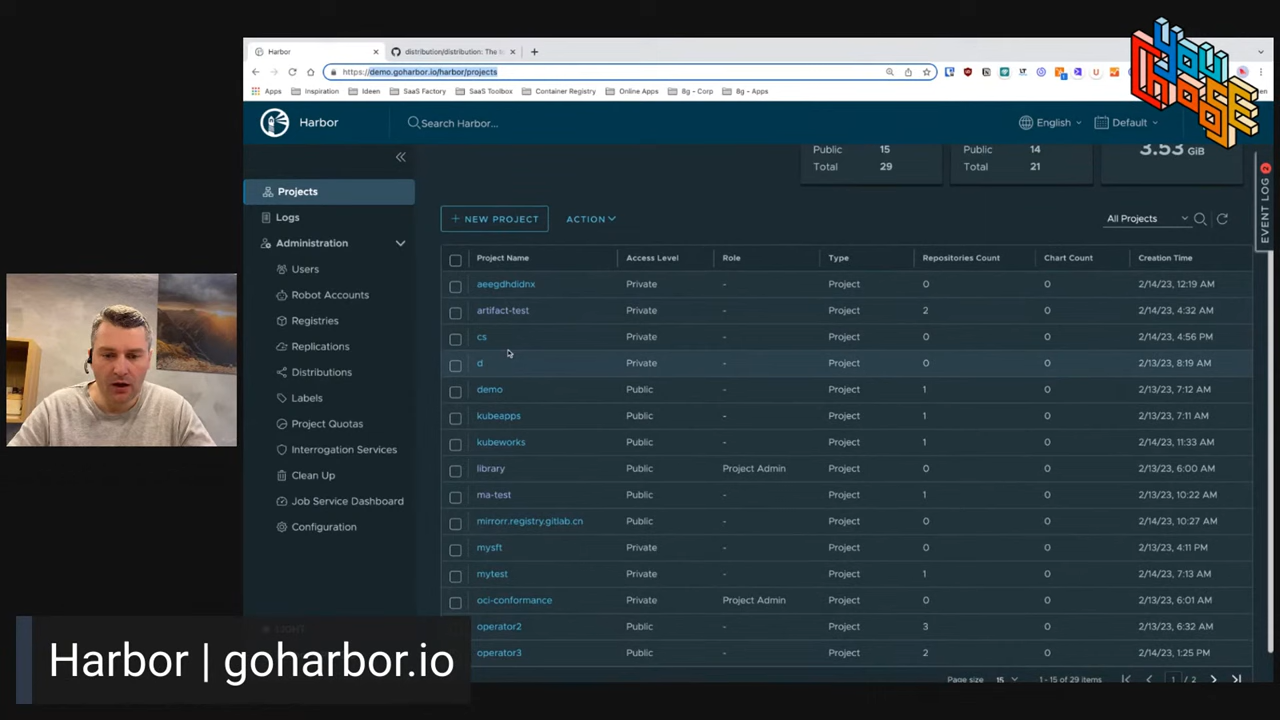 Harbor
distribution/distribution: The
https://demo.goharbor.io/harbor/projects
Apps Inspiration Ideen SaaS Factory SaaS Toolbox Container Registry Online Apps 8g - Corp 8g - Apps
You
CHOOSE
Harbor Search Harbor... English Default
Public 15 Public 14 3.53 GiB
Total 29 Total 21
EVENT LOG 2
Projects
Logs
Administration
Users
Robot Accounts
Registries
Replications
Distributions
Labels
Project Quotas
Interrogation Services
Clean Up
Job Service Dashboard
Configuration
LIGHT
+ NEW PROJECT ACTION All Projects
Project Name Access Level Role Type Repositories Count Chart Count Creation Time
aeegdhdidnx Private - Project 0 0 2/14/23, 12:19 AM
artifact-test Private - Project 2 0 2/14/23, 4:32 AM
cs Private - Project 0 0 2/14/23, 4:56 PM
d Private - Project 0 0 2/13/23, 8:19 AM
demo Public - Project 1 0 2/13/23, 7:12 AM
kubeapps Public - Project 1 0 2/13/23, 7:11 AM
kubeworks Public - Project 1 0 2/14/23, 11:33 AM
library Public Project Admin Project 0 0 2/13/23, 6:00 AM
ma-test Public - Project 1 0 2/13/23, 10:22 AM
mirrorr.registry.gitlab.cn Public - Project 0 0 2/14/23, 10:27 AM
mysft Private - Project 0 0 2/13/23, 4:11 PM
mytest Private - Project 1 0 2/14/23, 7:13 AM
oci-conformance Private Project Admin Project 0 0 2/13/23, 6:01 AM
operator2 Public - Project 3 0 2/13/23, 6:32 AM
operator3 Public - Project 2 0 2/14/23, 1:25 PM
Page size 15 1 - 15 of 29 items 1 / 2
Harbor | goharbor.io